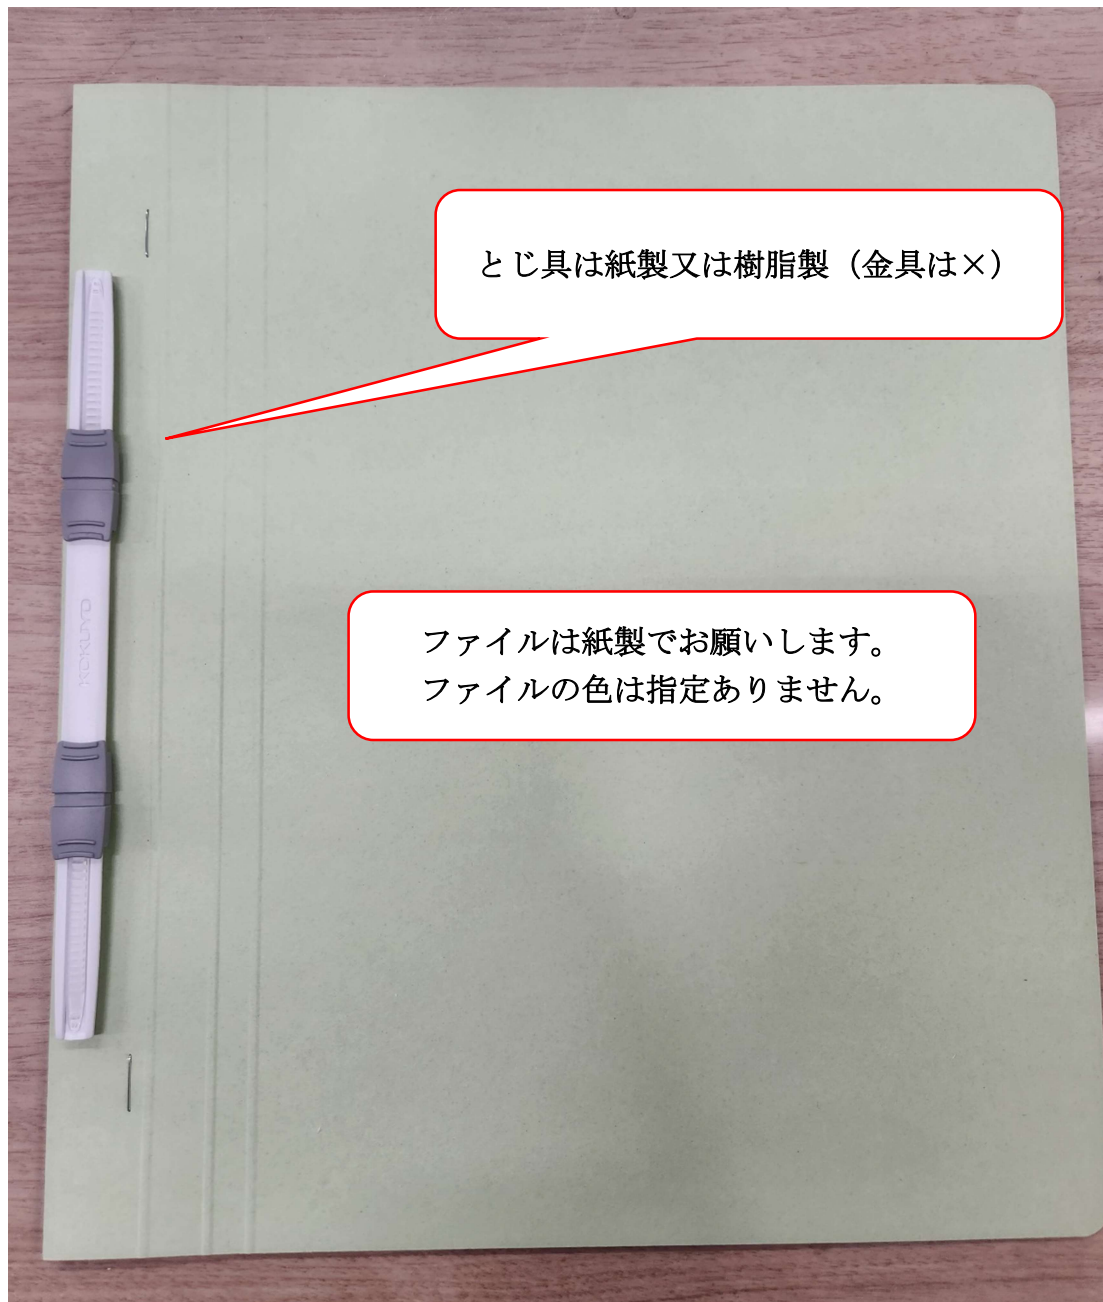 とじ具は紙製又は樹脂製（金具は×）
KOKUYO
ファイルは紙製でお願いします。
ファイルの色は指定ありません。